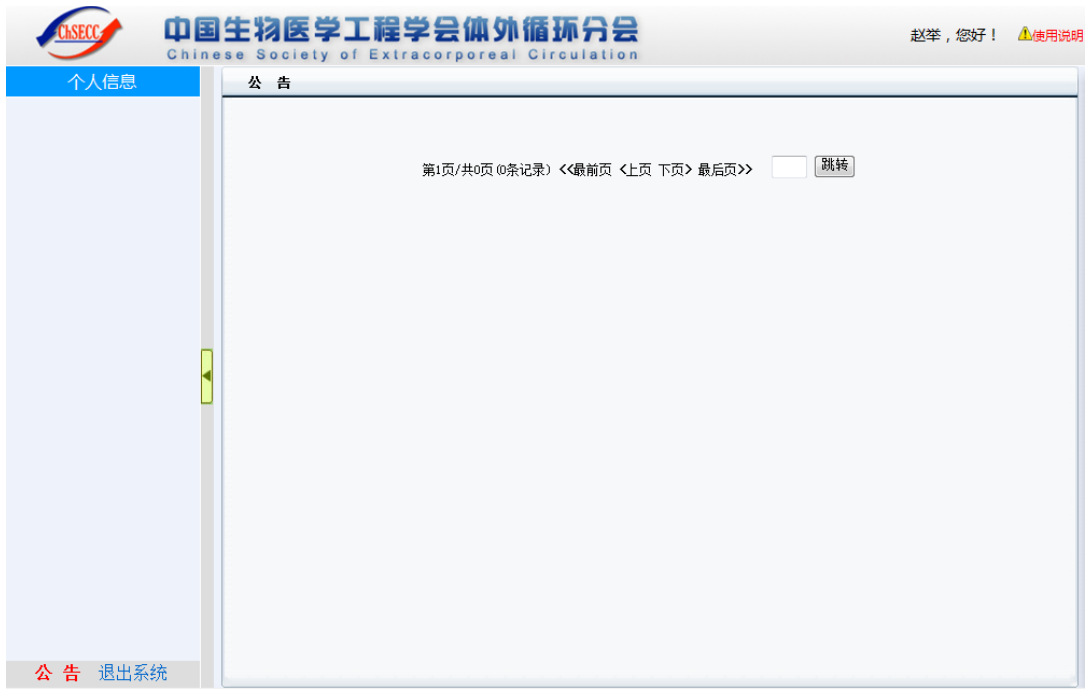 ChSECC
中国生物医学工程学会体外循环分会
Chinese Society of Extracorporeal Circulation
赵举，您好！ 使用说明
个人信息
公 告
第1页/共0页(0条记录) <<最前页 <上页 下页> 最后页>> 跳转
公 告 退出系统